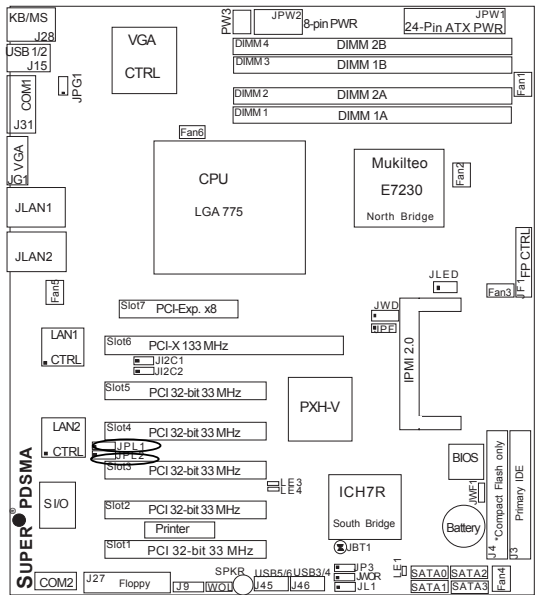 KB/MS
J28
USB 1/2
J15
JPG1
COM1
J31
VGA
JG1
JLAN1
JLAN2
Fan5
VGA
CTRL
PW3
JPW2
8-pin PWR
JPW1
24-Pin ATX PWR
DIMM 4
DIMM 2B
DIMM 3
DIMM 1B
DIMM 2
DIMM 2A
DIMM 1
DIMM 1A
Fan1
Fan6
CPU
LGA 775
Mukilteo
E7230
North Bridge
Fan2
FP CTRL
JF1
Fan3
JLED
JWD
JPF
IPMI 2.0
Slot7
PCI-Exp. x8
LAN1
CTRL
Slot6
PCI-X 133 MHz
JI2C1
JI2C2
Slot5
PCI 32-bit 33 MHz
PXH-V
LAN2
CTRL
Slot4
PCI 32-bit 33 MHz
JPL1
JPL2
Slot3
PCI 32-bit 33 MHz
LE3
LE4
BIOS
JWF1
Battery
J4 *Compact Flash only
J3 Primary IDE
SUPER® PDSMA
S I/O
Slot2
PCI 32-bit 33 MHz
Printer
Slot1
PCI 32-bit 33 MHz
ICH7R
South Bridge
JBT1
COM2
J27
Floppy
J9
WOL
SPKR
USB5/6
J45
USB3/4
J46
JP3
JWOR
JL1
LE1
SATA0
SATA2
SATA1
SATA3
Fan4